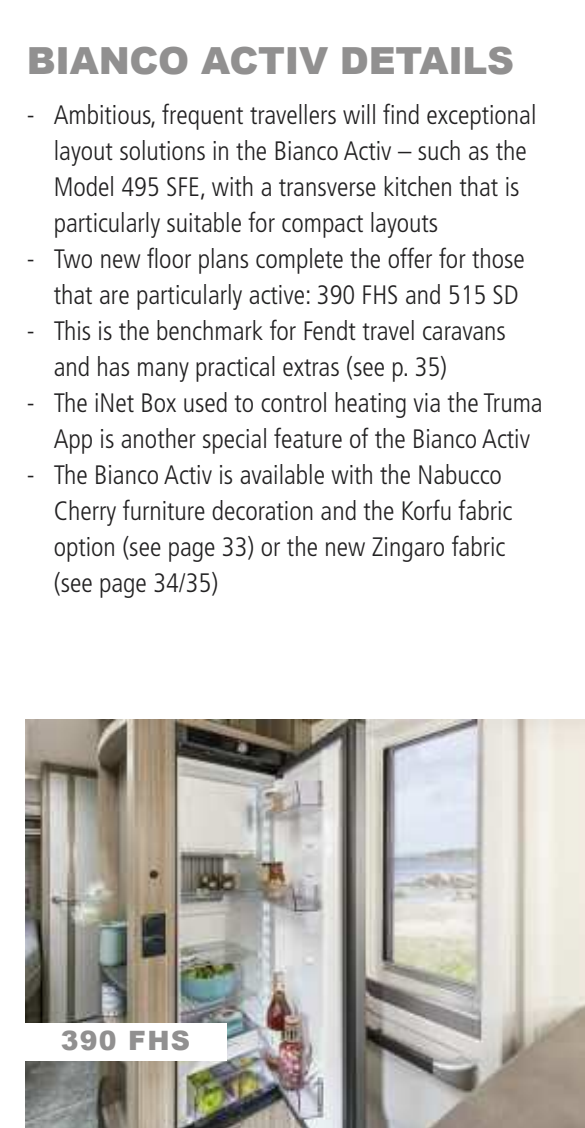 BIANCO ACTIV DETAILS
- Ambitious, frequent travellers will find exceptional
layout solutions in the Bianco Activ – such as the
Model 495 SFE, with a transverse kitchen that is
particularly suitable for compact layouts
- Two new floor plans complete the offer for those
that are particularly active: 390 FHS and 515 SD
- This is the benchmark for Fendt travel caravans
and has many practical extras (see p. 35)
- The iNet Box used to control heating via the Truma
App is another special feature of the Bianco Activ
- The Bianco Activ is available with the Nabucco
Cherry furniture decoration and the Korfu fabric
option (see page 33) or the new Zingaro fabric
(see page 34/35)
390 FHS